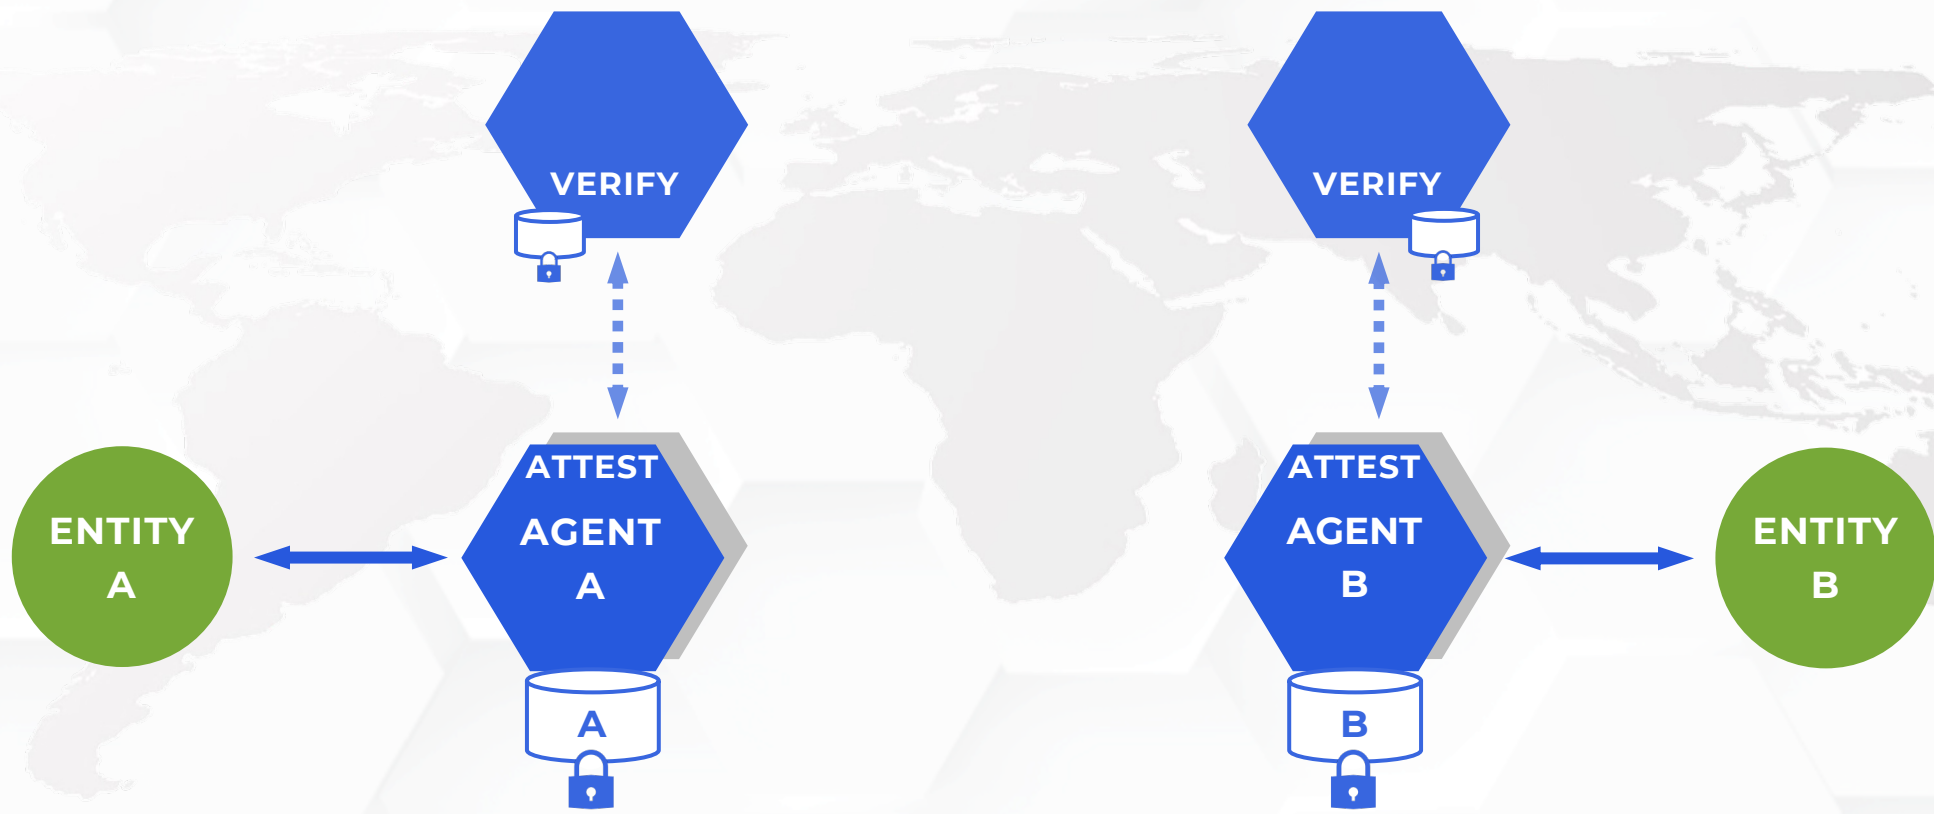 VERIFY
VERIFY
ENTITY
A
ATTEST
AGENT
A
A
ATTEST
AGENT
B
B
ENTITY
B